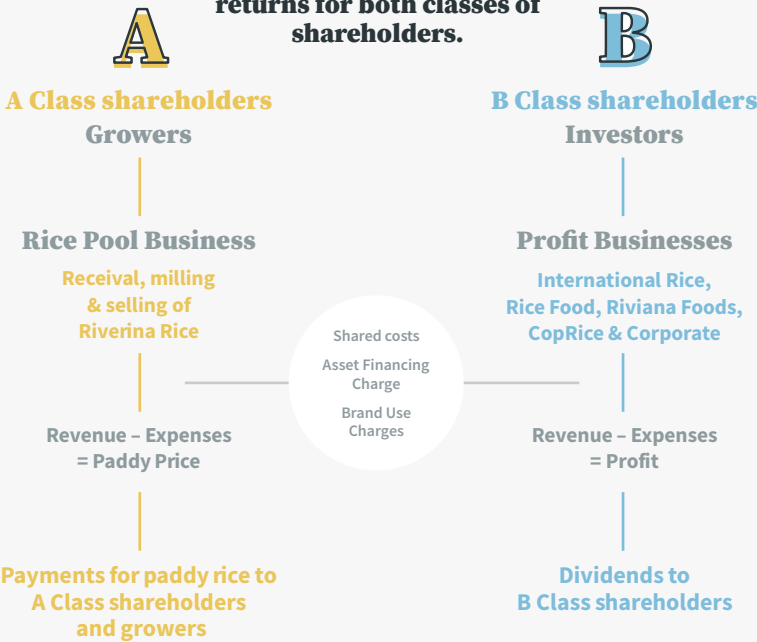 returns for both classes of
shareholders.
A
A Class shareholders
Growers
Rice Pool Business
Receival, milling
& selling of
Riverina Rice
Revenue – Expenses
= Paddy Price
Payments for paddy rice to
A Class shareholders
and growers
Shared costs
Asset Financing
Charge
Brand Use
Charges
B
B Class shareholders
Investors
Profit Businesses
International Rice,
Rice Food, Riviana Foods,
CopRice & Corporate
Revenue – Expenses
= Profit
Dividends to
B Class shareholders